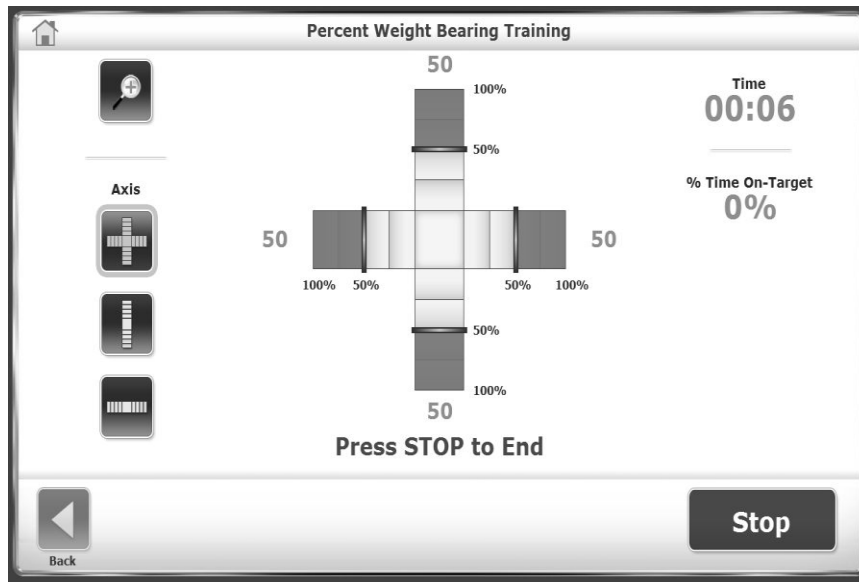 Percent Weight Bearing Training
50
100%
50%
Time
00:06
% Time On-Target
0%
Axis
50
50
100% 50%
50% 100%
50%
100%
50
Press STOP to End
Back
Stop